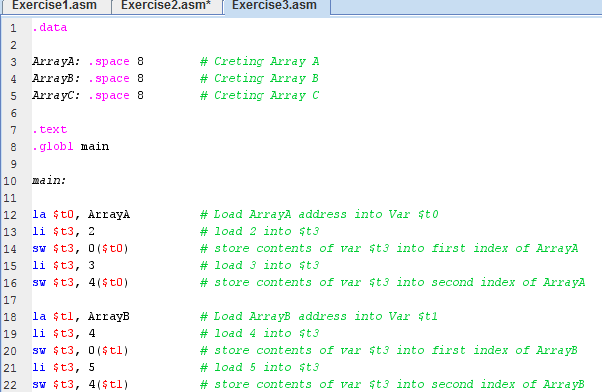 Exercise1.asm Exercise2.asm* Exercise3.asm
1 .data
2
3 ArrayA: .space 8 # Creting Array A
4 ArrayB: .space 8 # Creting Array B
5 ArrayC: .space 8 # Creting Array C
6
7 .text
8 .globl main
9
10 main:
11
12 la $t0, ArrayA # Load ArrayA address into Var $t0
13 li $t3, 2 # load 2 into $t3
14 sw $t3, 0($t0) # store contents of var $t3 into first index of ArrayA
15 li $t3, 3 # load 3 into $t3
16 sw $t3, 4($t0) # store contents of var $t3 into second index of ArrayA
17
18 la $t1, ArrayB # Load ArrayB address into Var $t1
19 li $t3, 4 # load 4 into $t3
20 sw $t3, 0($t1) # store contents of var $t3 into first index of ArrayB
21 li $t3, 5 # load 5 into $t3
22 sw $t3, 4($t1) # store contents of var $t3 into second index of ArrayB